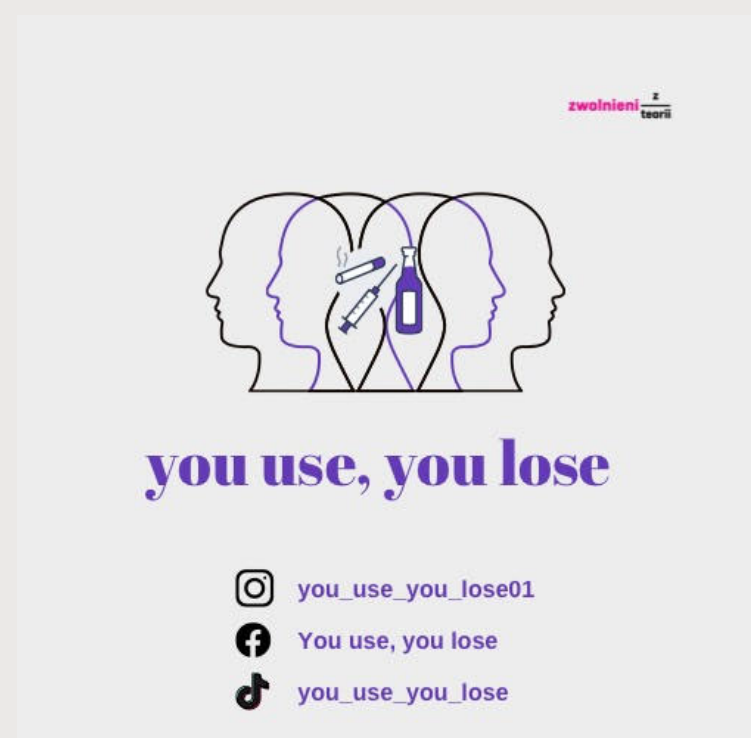 zwolnieni z teorii
you use, you lose
you_use_you_lose01
You use, you lose
you_use_you_lose